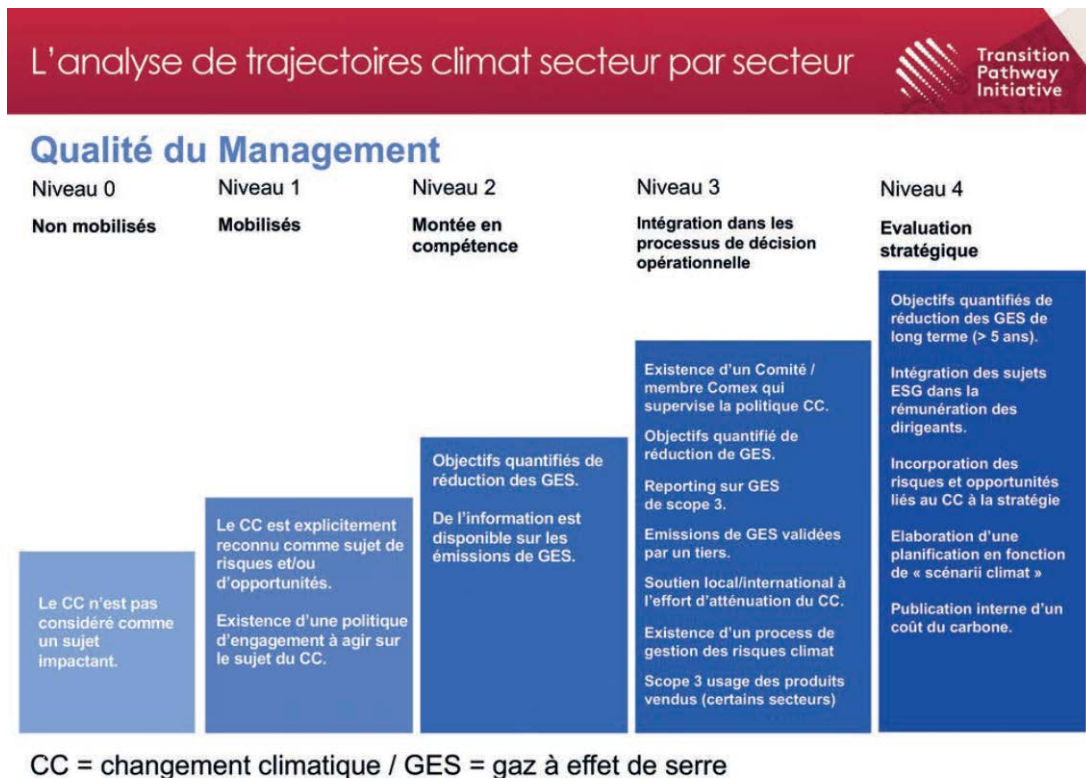 L'analyse de trajectoires climat secteur par secteur
Transition
Pathway
Initiative
Qualité du Management
Niveau 0
Non mobilisés
Niveau 1
Mobilisés
Niveau 2
Montée en
compétence
Niveau 3
Intégration dans les
processus de décision
opérationnelle
Niveau 4
Evaluation
stratégique
Le CC n'est pas
considéré comme
un sujet
impactant.
Le CC est explicitement
reconnu comme sujet de
risques et/ou
d'opportunités.
Existence d'une politique
d'engagement à agir sur
le sujet du CC.
Objectifs quantifiés de
réduction des GES.
De l'information est
disponible sur les
émissions de GES.
Existence d'un Comité /
membre Comex qui
supervise la politique CC.
Objectifs quantifié de
réduction de GES.
Reporting sur GES
de scope 3.
Emissions de GES validées
par un tiers.
Soutien local/international à
l'effort d'atténuation du CC.
Existence d'un process de
gestion des risques climat
Scope 3 usage des produits
vendus (certains secteurs)
Objectifs quantifiés de
réduction des GES de
long terme (> 5 ans).
Intégration des sujets
ESG dans la
rémunération des
dirigeants.
Incorporation des
risques et opportunités
liés au CC à la stratégie
Elaboration d'une
planification en fonction
de « scénarii climat »
Publication interne d'un
coût du carbone.
CC = changement climatique / GES = gaz à effet de serre